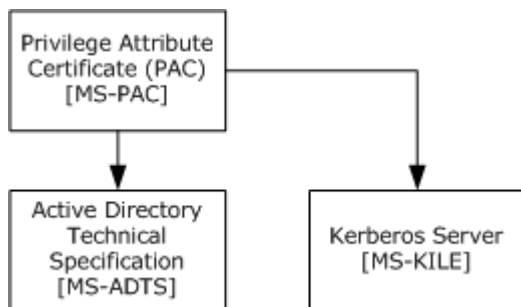 Privilege Attribute
Certificate (PAC)
[MS-PAC]
Active Directory
Technical
Specification
[MS-ADTS]
Kerberos Server
[MS-KILE]